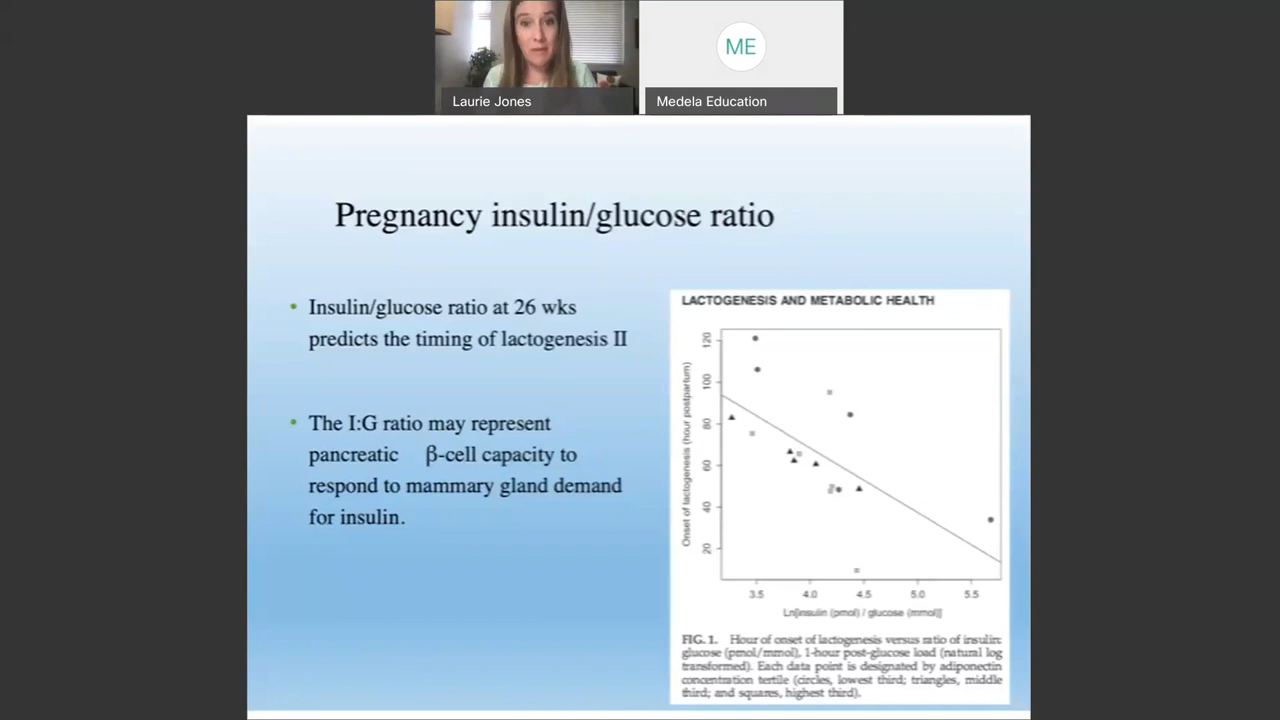 ME
Laurie Jones
Medela Education
Pregnancy insulin/glucose ratio
• Insulin/glucose ratio at 26 wks
predicts the timing of lactogenesis II
• The I:G ratio may represent
pancreatic β-cell capacity to
respond to mammary gland demand
for insulin.
LACTOGENESIS AND METABOLIC HEALTH
Onset of lactogenesis (hour postpartum)
120
100
80
60
40
20
3.5 4.0 4.5 5.0 5.5
Ln[insulin (pmol) / glucose (mmol)]
FIG. 1. Hour of onset of lactogenesis versus ratio of insulin:
glucose (pmol/mmol), 1-hour post-glucose load (natural log
transformed). Each data point is designated by adiponectin
concentration tertile (circles, lowest third; triangles, middle
third; and squares, highest third).